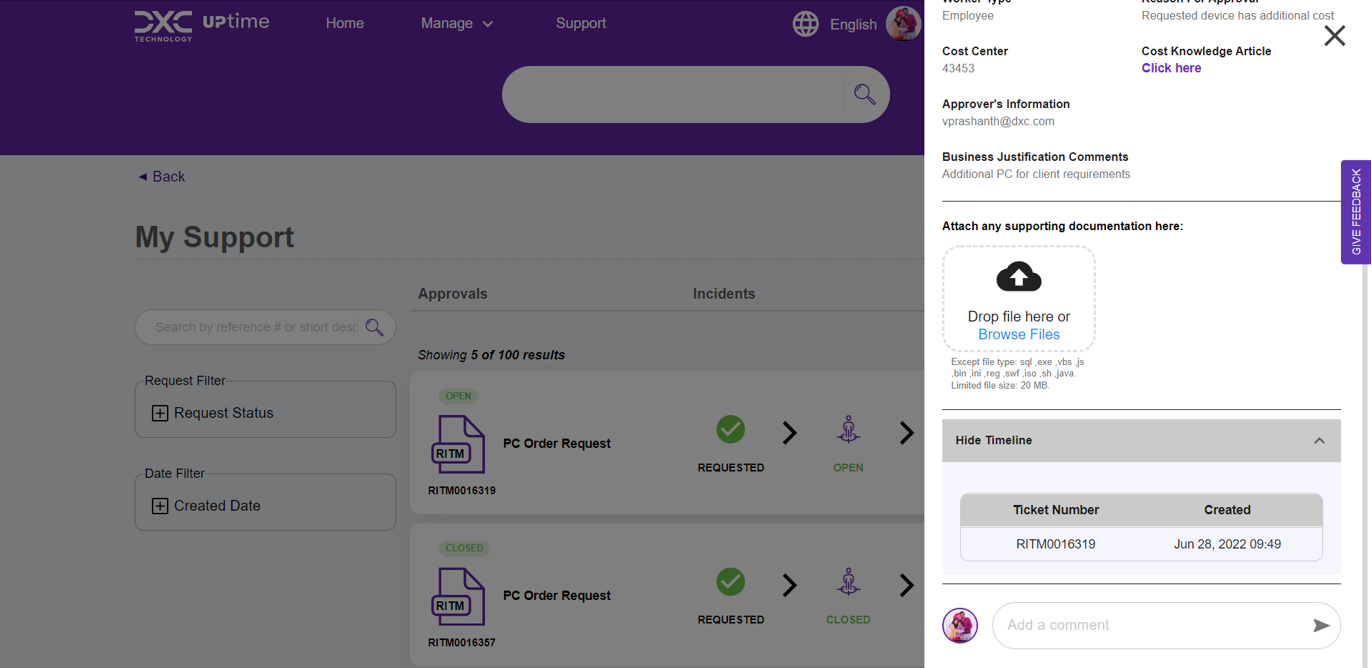 DXC
TECHNOLOGY
UPtime
Home
Manage
Support
English
◄ Back
My Support
Search by reference # or short desc
Request Filter
Request Status
Date Filter
Created Date
Approvals
Incidents
Showing 5 of 100 results
OPEN
RITM
RITM0016319
PC Order Request
REQUESTED
OPEN
CLOSED
RITM
RITM0016357
PC Order Request
REQUESTED
CLOSED
Worker Type
Employee
Reason For Approval
Requested device has additional cost
Cost Center
43453
Cost Knowledge Article
Click here
Approver's Information
vprashanth@dxc.com
Business Justification Comments
Additional PC for client requirements
GIVE FEEDBACK
Attach any supporting documentation here:
Drop file here or
Browse Files
Except file type: sql ,exe ,vbs ,js
,bin ,ini ,reg ,swf ,iso ,sh ,java.
Limited file size: 20 MB.
Hide Timeline
Ticket Number
Created
RITM0016319
Jun 28, 2022 09:49
Add a comment